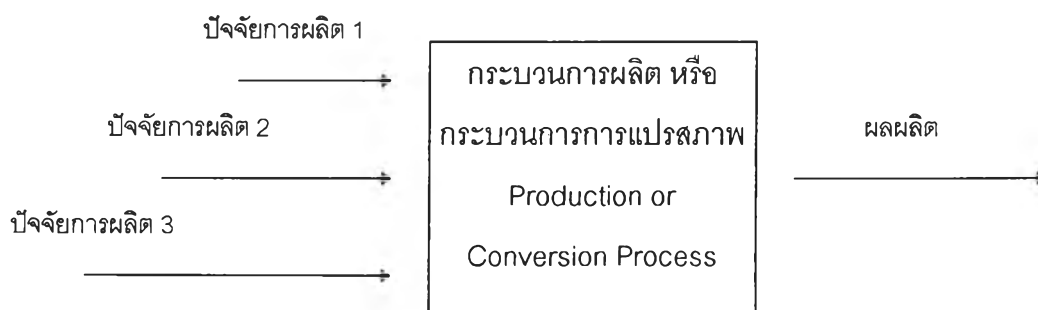 ปัจจัยการผลิต 1
ปัจจัยการผลิต 2
ปัจจัยการผลิต 3
กระบวนการผลิต หรือ
กระบวนการการแปรสภาพ
Production or
Conversion Process
ผลผลิต